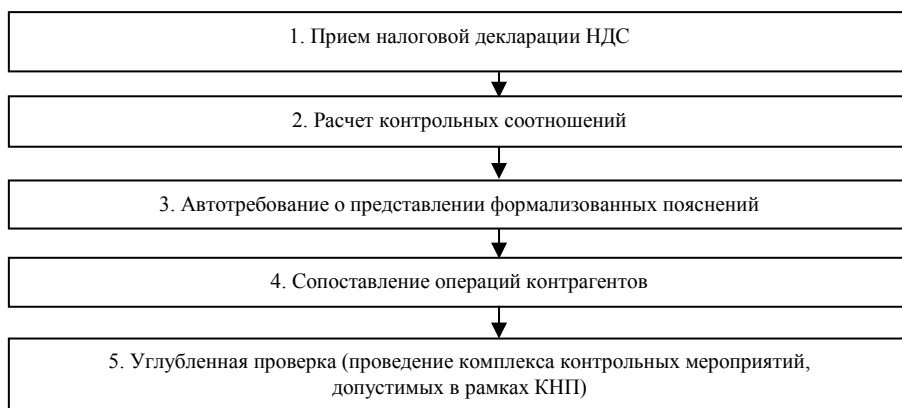 1. Прием налоговой декларации НДС
2. Расчет контрольных соотношений
3. Автотребование о представлении формализованных пояснений
4. Сопоставление операций контрагентов
5. Углубленная проверка (проведение комплекса контрольных мероприятий,
допустимых в рамках КНП)